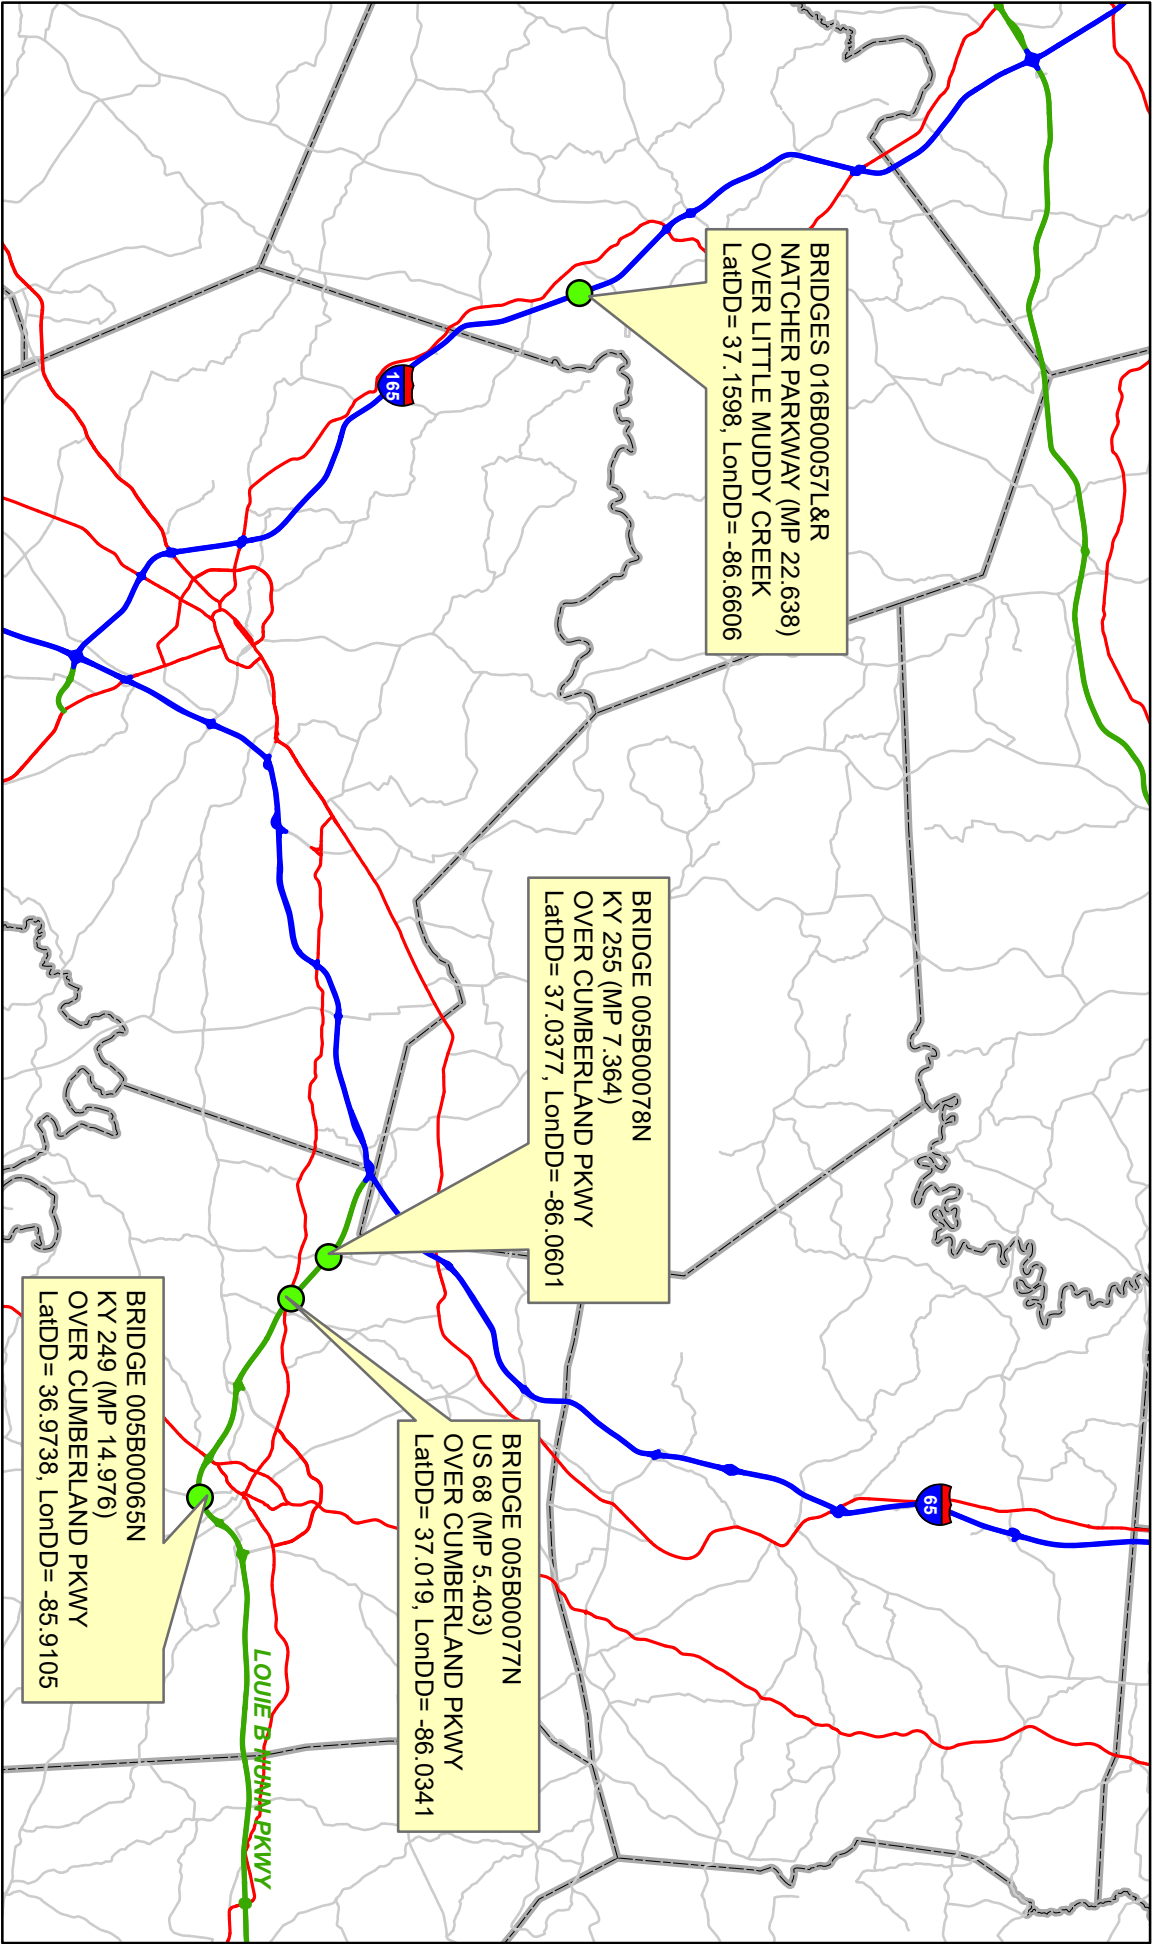 BRIDGES 016B00057L&R
NATCHER PARKWAY (MP 22.638)
OVER LITTLE MUDDY CREEK
LatDD= 37.1598, LonDD= -86.6606
165
BRIDGE 005B00078N
KY 255 (MP 7.364)
OVER CUMBERLAND PKWY
LatDD= 37.0377, LonDD= -86.0601
65
BRIDGE 005B00077N
US 68 (MP 5.403)
OVER CUMBERLAND PKWY
LatDD= 37.019, LonDD= -86.0341
BRIDGE 005B00065N
KY 249 (MP 14.976)
OVER CUMBERLAND PKWY
LatDD= 36.9738, LonDD= -85.9105
LOUIE B NUNN PKWY